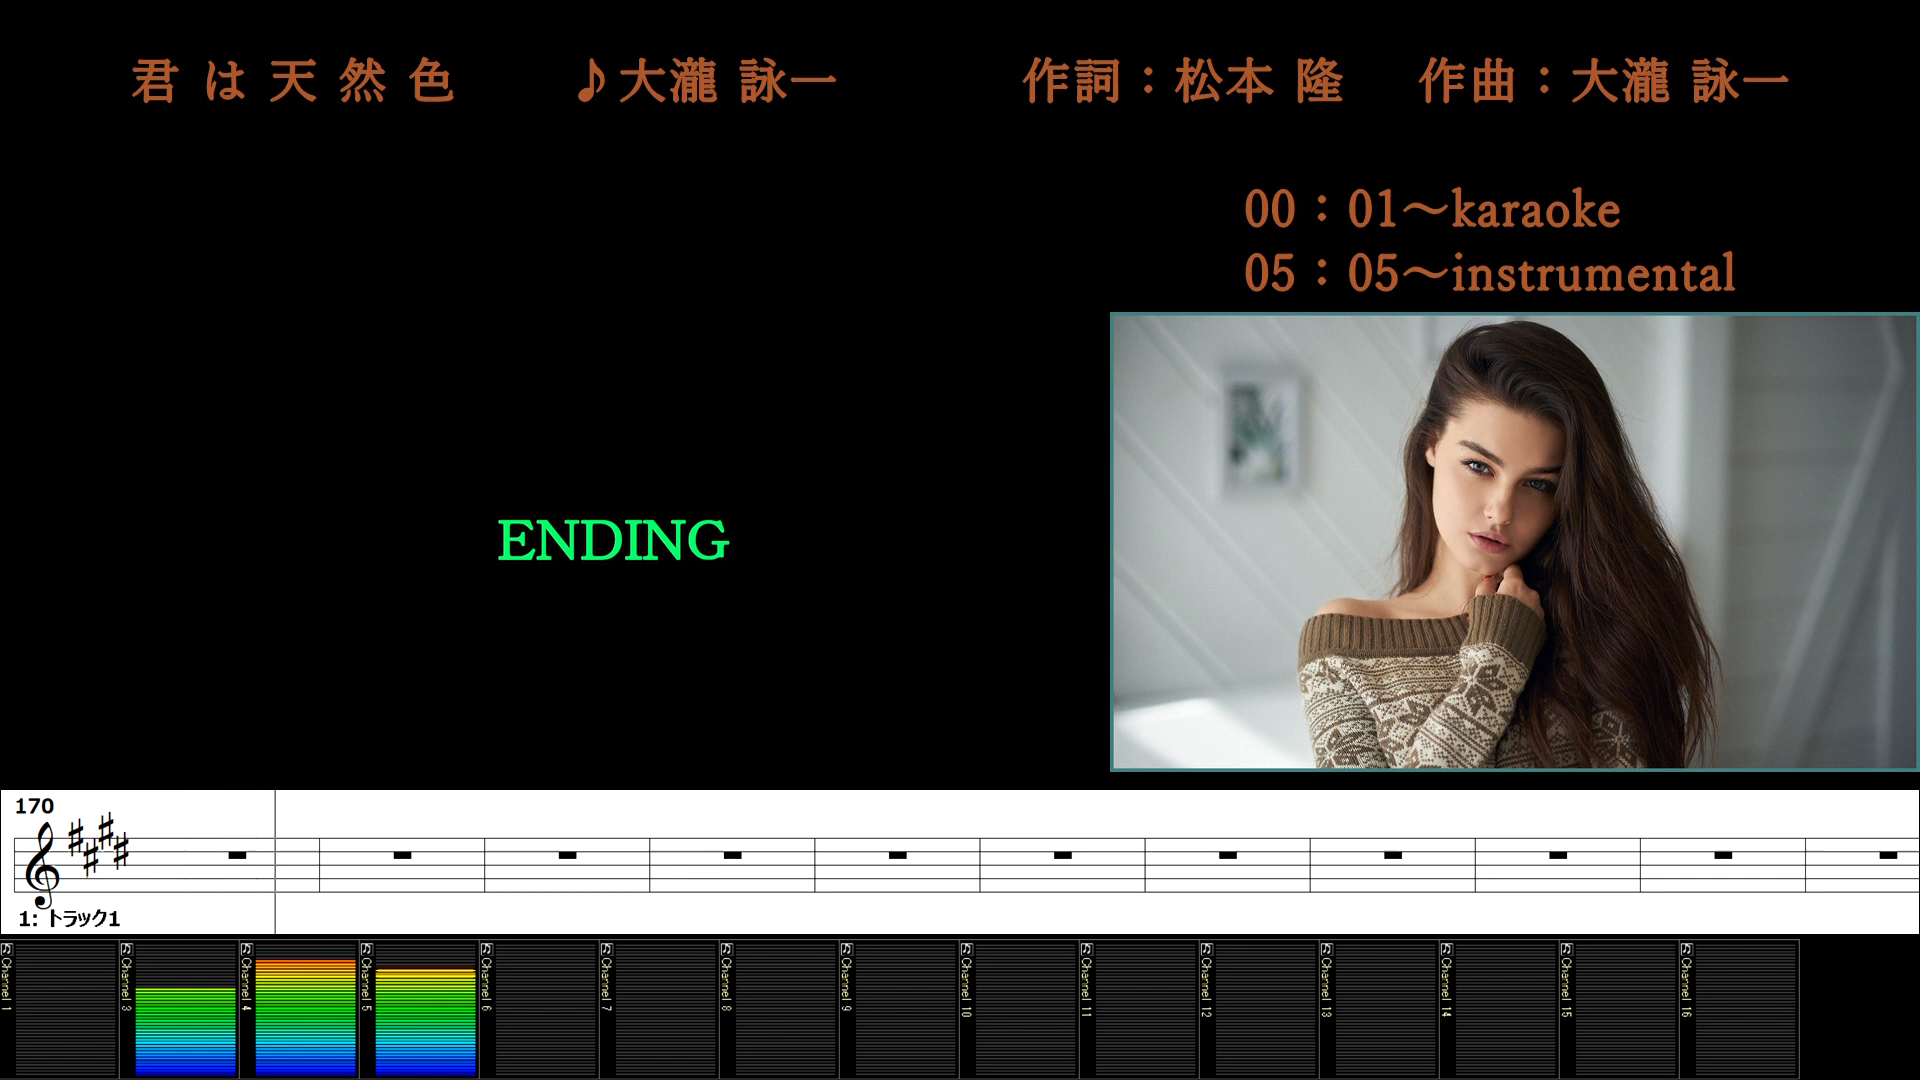 君は天然色 ♪大瀧 詠一 作詞：松本 隆 作曲：大瀧 詠一
00：01～karaoke
05：05～instrumental
ENDING
170
1: トラック1
Channel 1 Channel 3 Channel 4 Channel 5 Channel 6 Channel 7 Channel 8 Channel 9 Channel 10 Channel 11 Channel 12 Channel 13 Channel 14 Channel 15 Channel 16